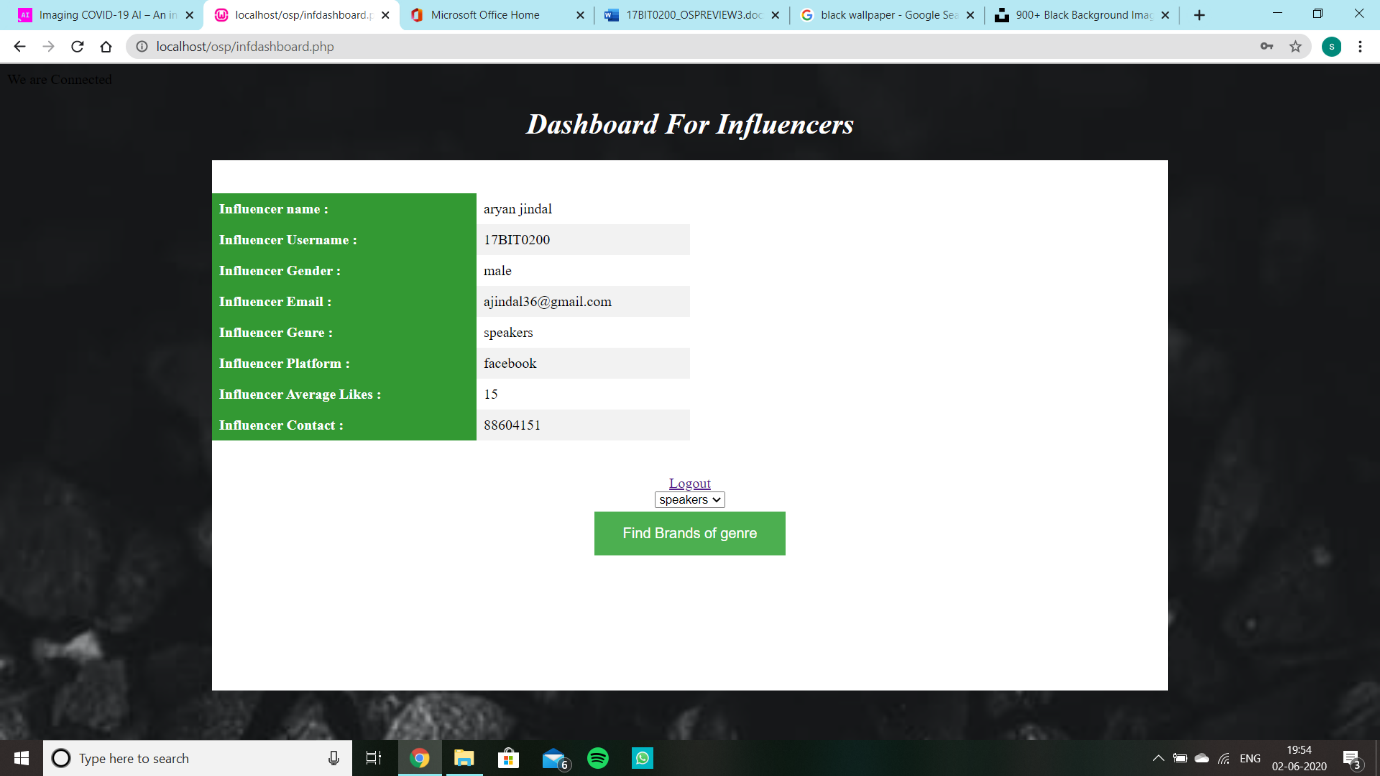 Imaging COVID-19 AI – An in
localhost/osp/infdashboard.p
Microsoft Office Home
17BIT0200_OSPREVIEW3.doc
black wallpaper - Google Sea
900+ Black Background Imag
localhost/osp/infdashboard.php
S
We are Connected
Dashboard For Influencers
Influencer name : aryan jindal
Influencer Username : 17BIT0200
Influencer Gender : male
Influencer Email : ajindal36@gmail.com
Influencer Genre : speakers
Influencer Platform : facebook
Influencer Average Likes : 15
Influencer Contact : 88604151
Logout
speakers
Find Brands of genre
Type here to search
6
ENG
19:54
02-06-2020
3